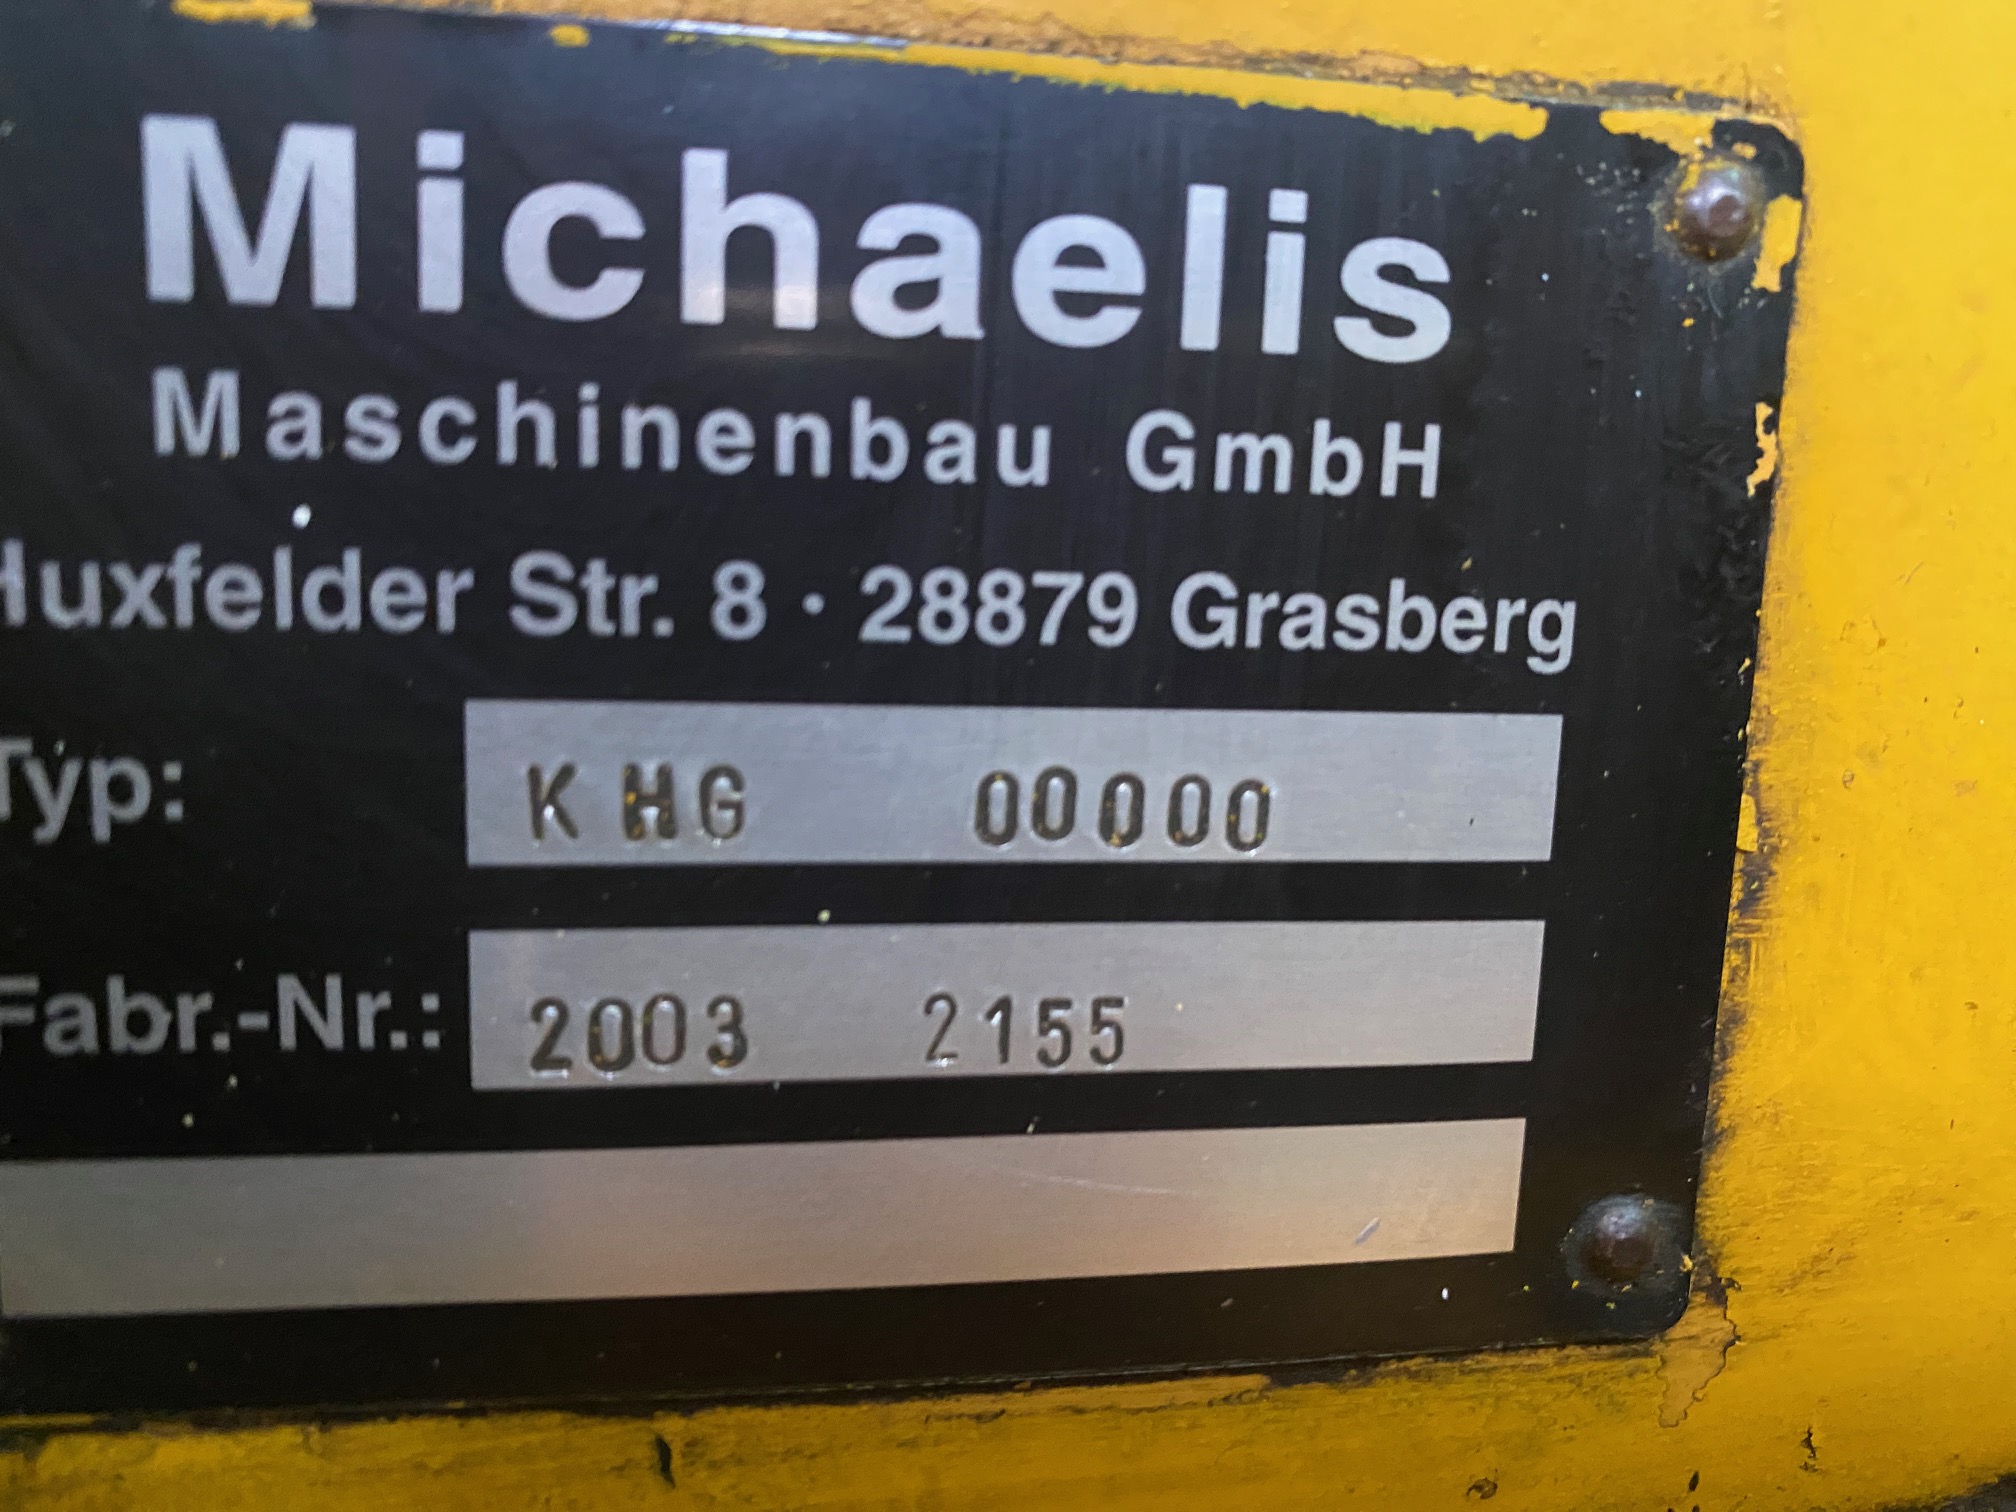 Michaelis
Maschinenbau GmbH
Huxfelder Str. 8 · 28879 Grasberg
Typ: KHG 00000
Fabr.-Nr.: 2003 2155